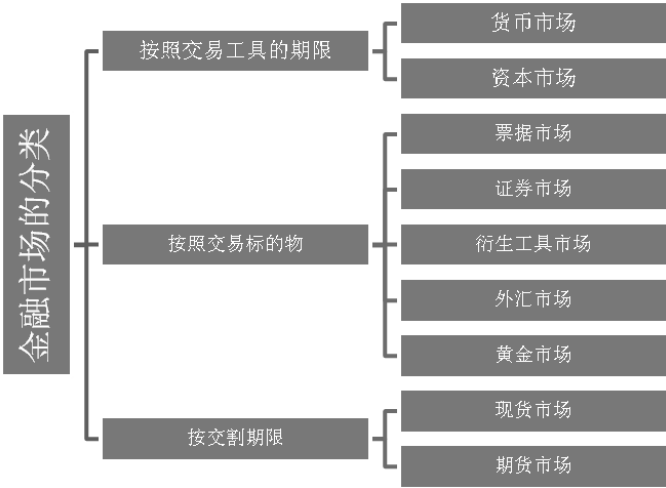 金融市场的分类
按照交易工具的期限
货币市场
资本市场
按照交易标的物
票据市场
证券市场
衍生工具市场
外汇市场
黄金市场
按交割期限
现货市场
期货市场